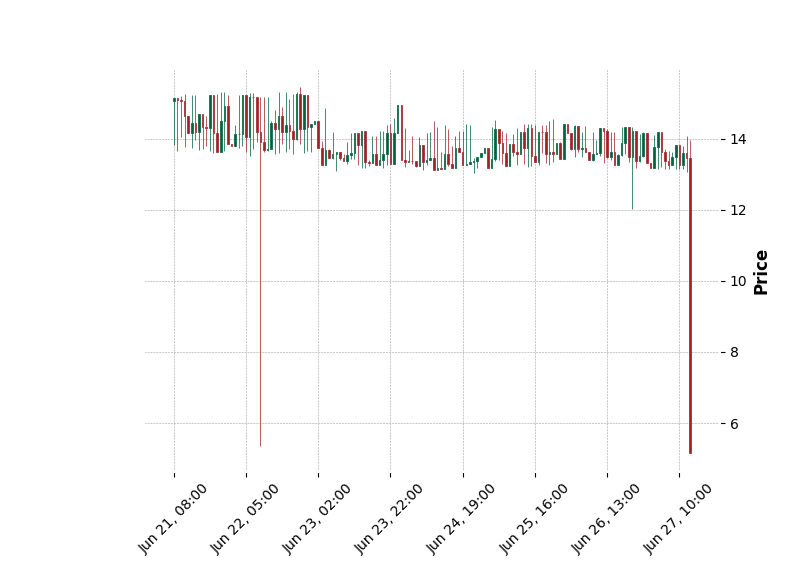 14
12
10
8
6
Price
Jun 21, 08:00
Jun 22, 05:00
Jun 23, 02:00
Jun 23, 22:00
Jun 24, 19:00
Jun 25, 16:00
Jun 26, 13:00
Jun 27, 10:00